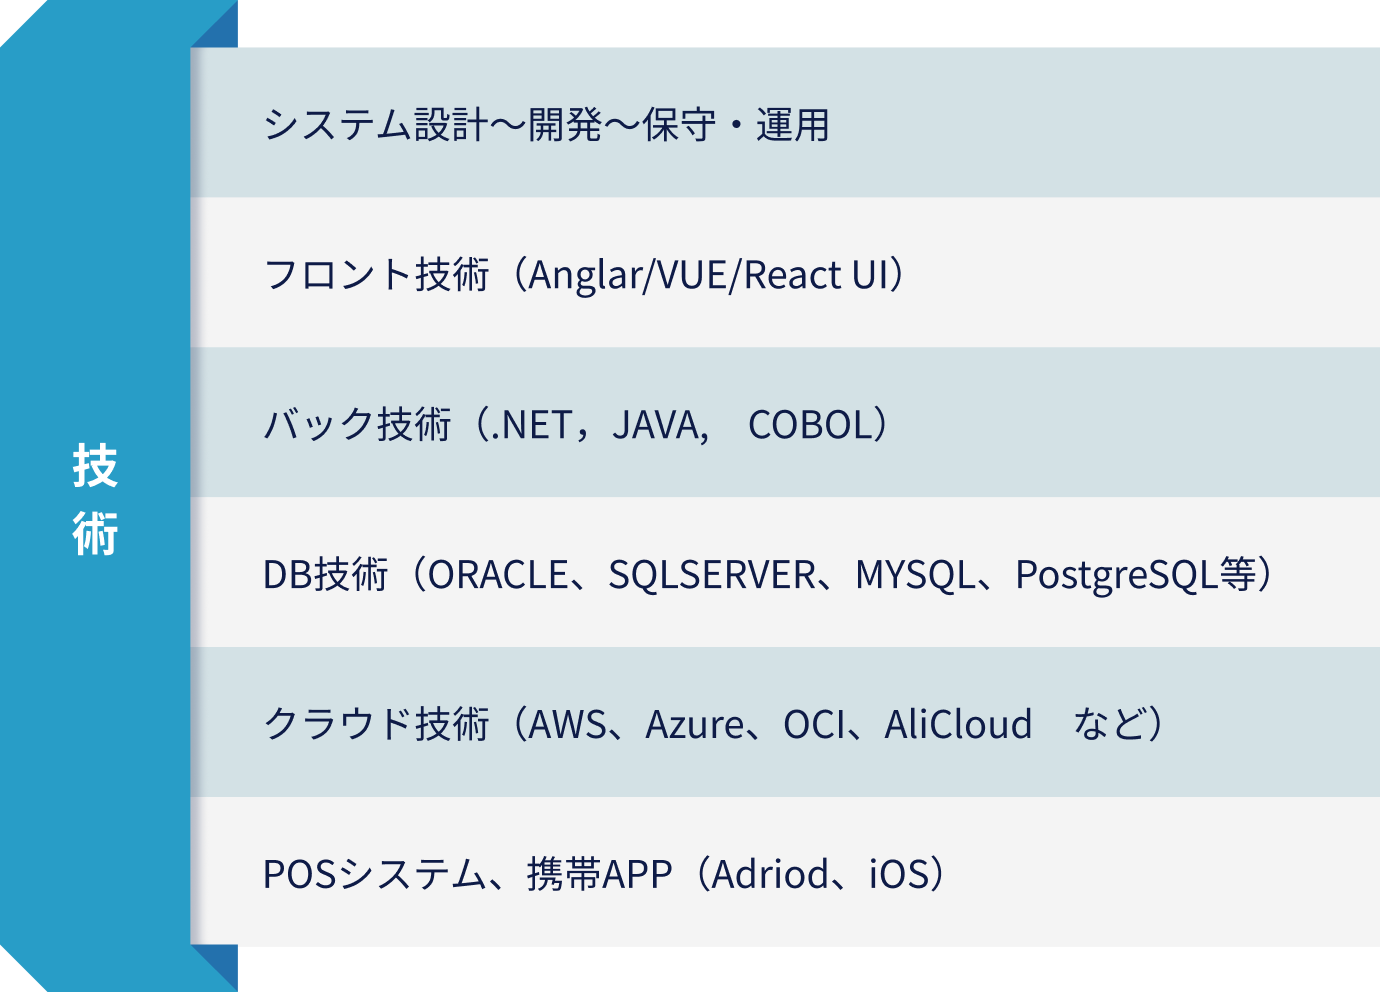 技
術
システム設計～開発～保守・運用
フロント技術（Anglar/VUE/React UI）
バック技術（.NET，JAVA,　COBOL）
DB技術（ORACLE、SQLSERVER、MYSQL、PostgreSQL等）
クラウド技術（AWS、Azure、OCI、AliCloud　など）
POSシステム、携帯APP（Adriod、iOS）